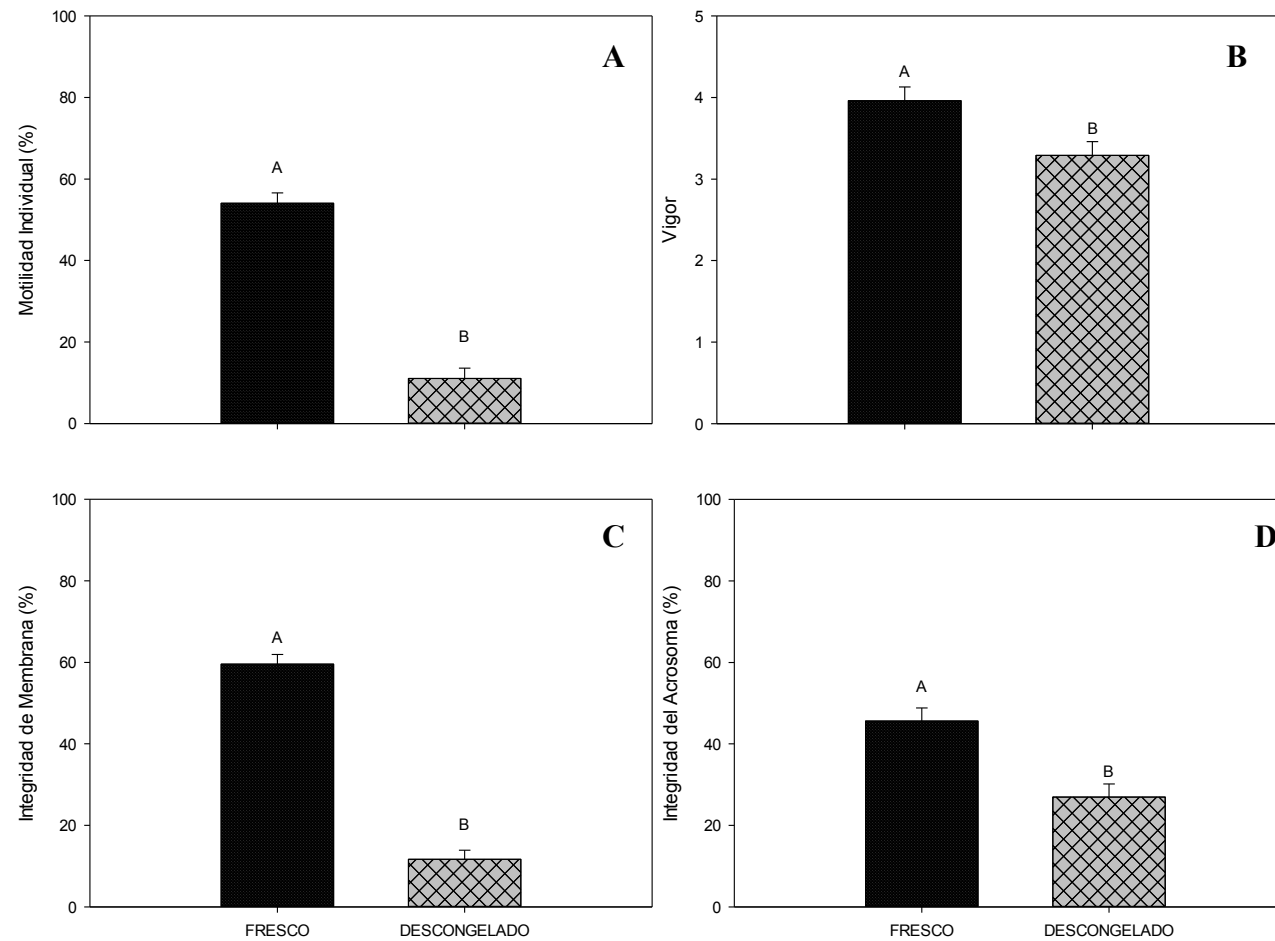 100
80
60
40
20
0
Motilidad Individual (%)
A
A
B
5
4
3
2
1
0
Vigor
B
A
B
100
80
60
40
20
0
Integridad de Membrana (%)
C
A
B
FRESCO DESCONGELADO
100
80
60
40
20
0
Integridad del Acrosoma (%)
D
A
B
FRESCO DESCONGELADO